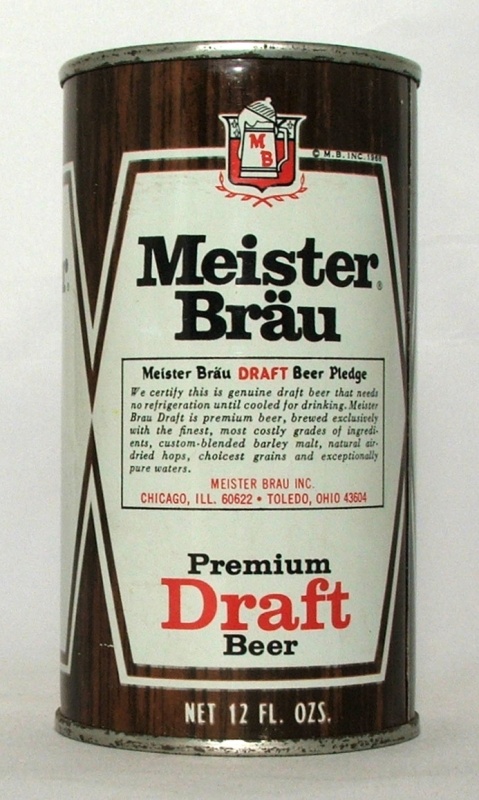 M
B
© M.B. INC. 1968
Meister®
Bräu
Meister Bräu DRAFT Beer Pledge
We certify this is genuine draft beer that needs
no refrigeration until cooled for drinking. Meister
Brau Draft is premium beer, brewed exclusively
with the finest, most costly grades of ingredi-
ents, custom-blended barley malt, natural air-
dried hops, choicest grains and exceptionally
pure waters.
MEISTER BRAU INC.
CHICAGO, ILL. 60622 • TOLEDO, OHIO 43604
Premium
Draft
Beer
NET 12 FL. OZS.